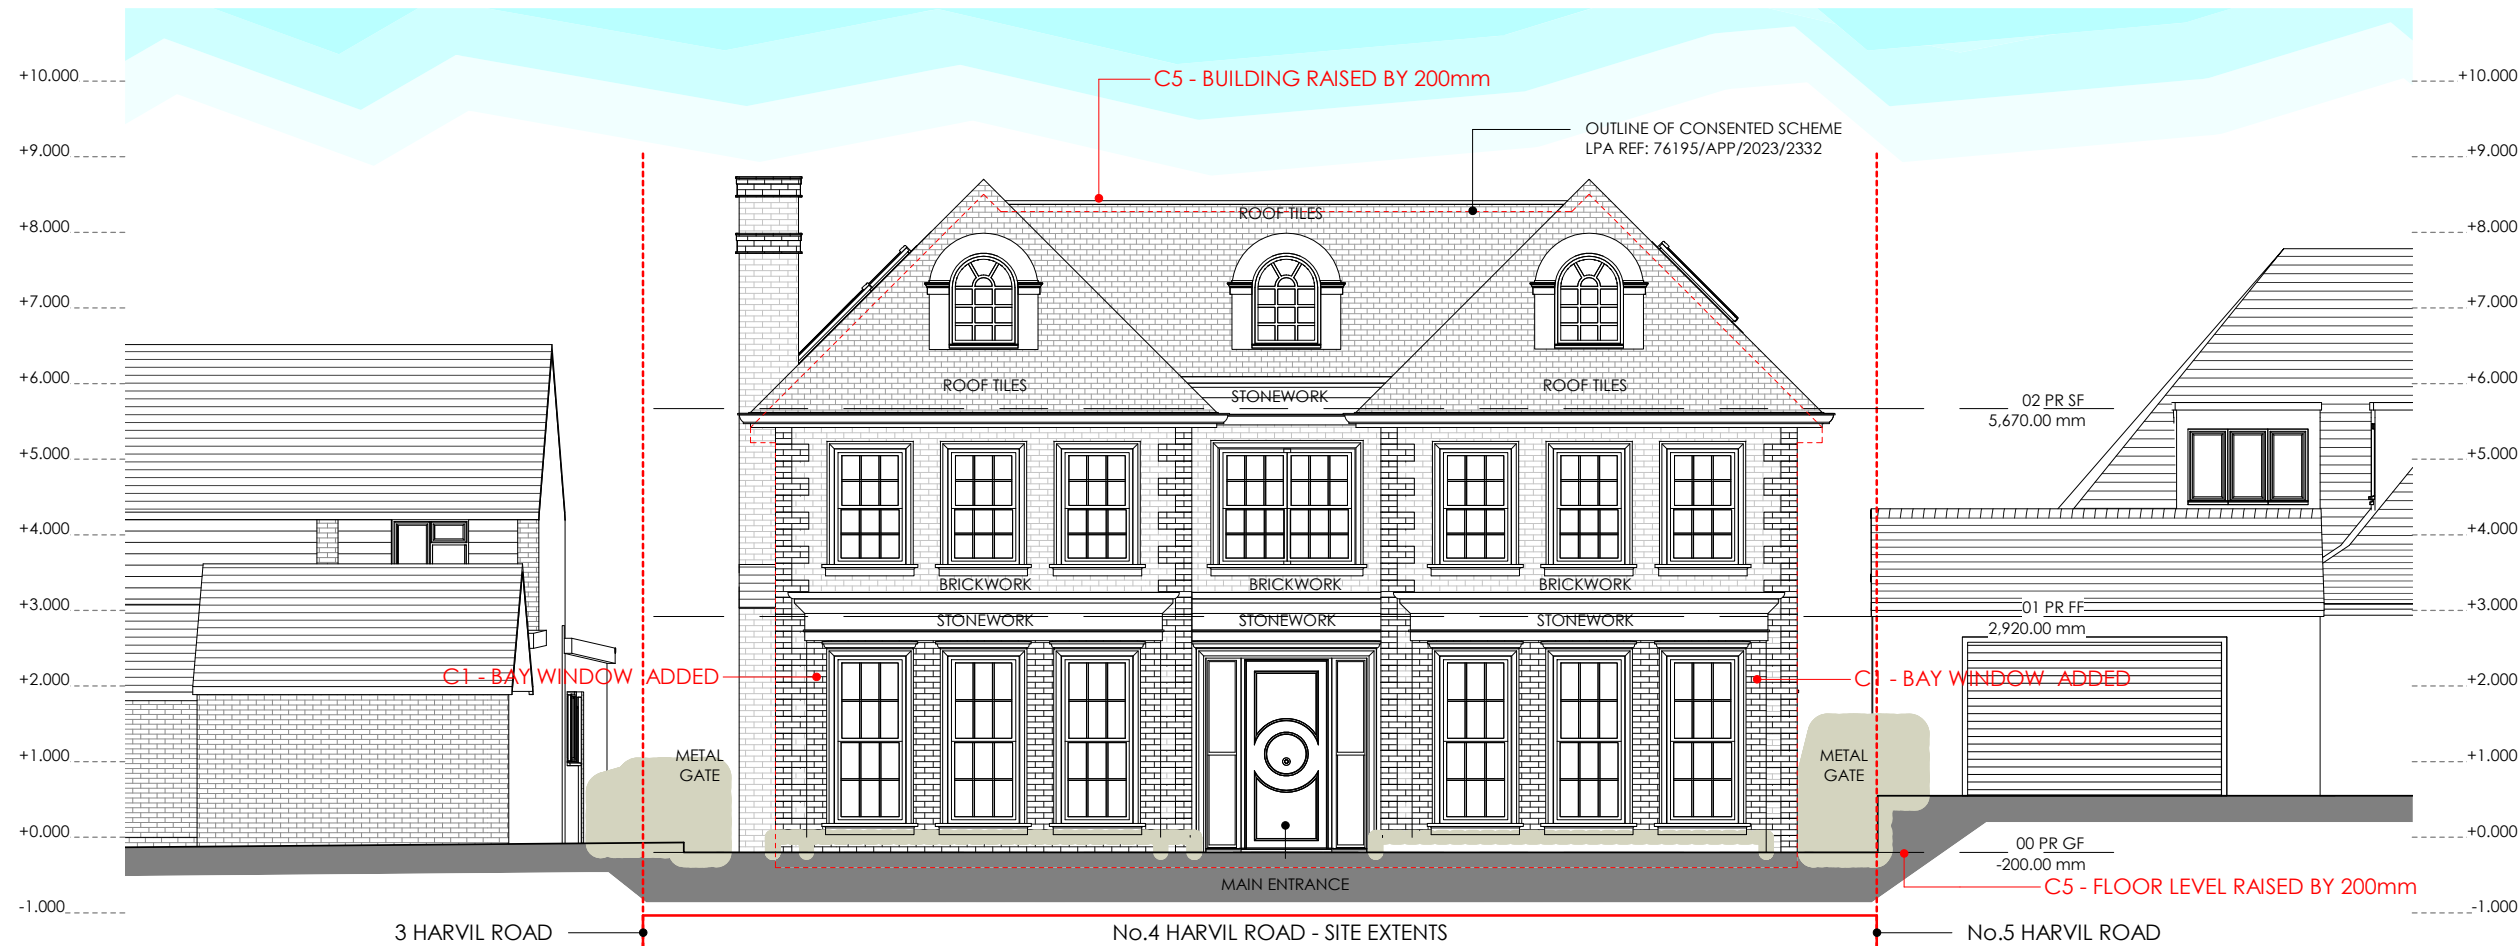 C5 - BUILDING RAISED BY 200mm
OUTLINE OF CONSENTED SCHEME
LPA REF: 76195/APP/2023/2332
+10.000
+9.000
+8.000
+7.000
+6.000
+5.000
+4.000
+3.000
+2.000
+1.000
+0.000
-1.000
+10.000
+9.000
+8.000
+7.000
+6.000
+5.000
+4.000
+3.000
+2.000
+1.000
+0.000
-1.000
ROOF TILES
ROOF TILES
STONEWORK
ROOF TILES
02 PR SF
5,670.00 mm
BRICKWORK
BRICKWORK
BRICKWORK
STONEWORK
STONEWORK
STONEWORK
01 PR FF
2,920.00 mm
C1 - BAY WINDOW ADDED
C1 - BAY WINDOW ADDED
METAL
GATE
METAL
GATE
00 PR GF
-200.00 mm
MAIN ENTRANCE
C5 - FLOOR LEVEL RAISED BY 200mm
3 HARVIL ROAD
No.4 HARVIL ROAD - SITE EXTENTS
No.5 HARVIL ROAD